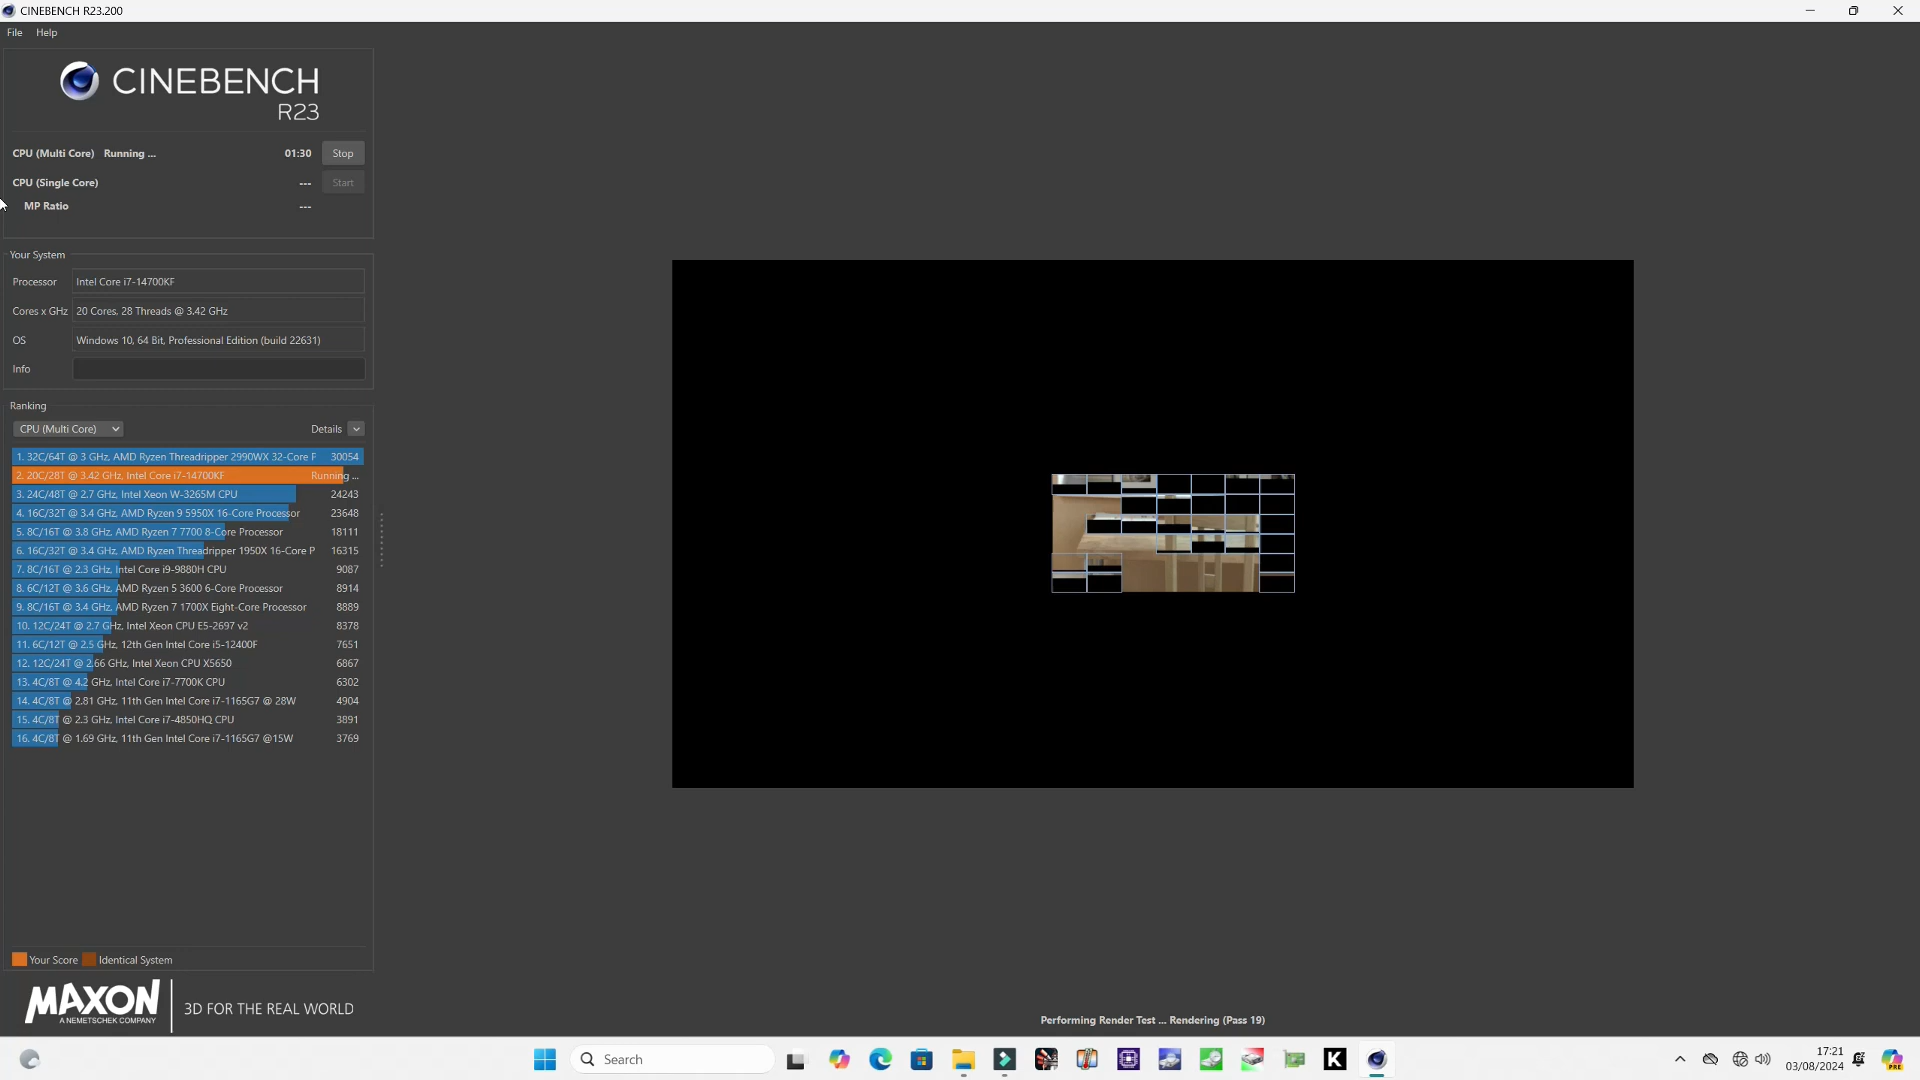 CINEBENCH R23.200
File Help
CINEBENCH
R23
CPU (Multi Core) Running ... 01:30 Stop
CPU (Single Core) --- Start
MP Ratio ---
Your System
Processor Intel Core i7-14700KF
Cores x GHz 20 Cores, 28 Threads @ 3.42 GHz
OS Windows 10, 64 Bit, Professional Edition (build 22631)
Info
Ranking
CPU (Multi Core) Details
1. 32C/64T @ 3 GHz, AMD Ryzen Threadripper 2990WX 32-Core P 30054
2. 20C/28T @ 3.42 GHz, Intel Core i7-14700KF Running ...
3. 24C/48T @ 2.7 GHz, Intel Xeon W-3265M CPU 24243
4. 16C/32T @ 3.4 GHz, AMD Ryzen 9 5950X 16-Core Processor 23648
5. 8C/16T @ 3.8 GHz, AMD Ryzen 7 7700 8-Core Processor 18111
6. 16C/32T @ 3.4 GHz, AMD Ryzen Threadripper 1950X 16-Core P 16315
7. 8C/16T @ 2.3 GHz, Intel Core i9-9880H CPU 9087
8. 6C/12T @ 3.6 GHz, AMD Ryzen 5 3600 6-Core Processor 8914
9. 8C/16T @ 3.4 GHz, AMD Ryzen 7 1700X Eight-Core Processor 8889
10. 12C/24T @ 2.7 GHz, Intel Xeon CPU E5-2697 v2 8378
11. 6C/12T @ 2.5 GHz, 12th Gen Intel Core i5-12400F 7651
12. 12C/24T @ 2.66 GHz, Intel Xeon CPU X5650 6867
13. 4C/8T @ 4.2 GHz, Intel Core i7-7700K CPU 6302
14. 4C/8T @ 2.81 GHz, 11th Gen Intel Core i7-1165G7 @ 28W 4904
15. 4C/8T @ 2.3 GHz, Intel Core i7-4850HQ CPU 3891
16. 4C/8T @ 1.69 GHz, 11th Gen Intel Core i7-1165G7 @15W 3769
Your Score Identical System
MAXON
A NEMETSCHEK COMPANY
3D FOR THE REAL WORLD
Performing Render Test ... Rendering (Pass 19)
Search
K
17:21
03/08/2024
PRE